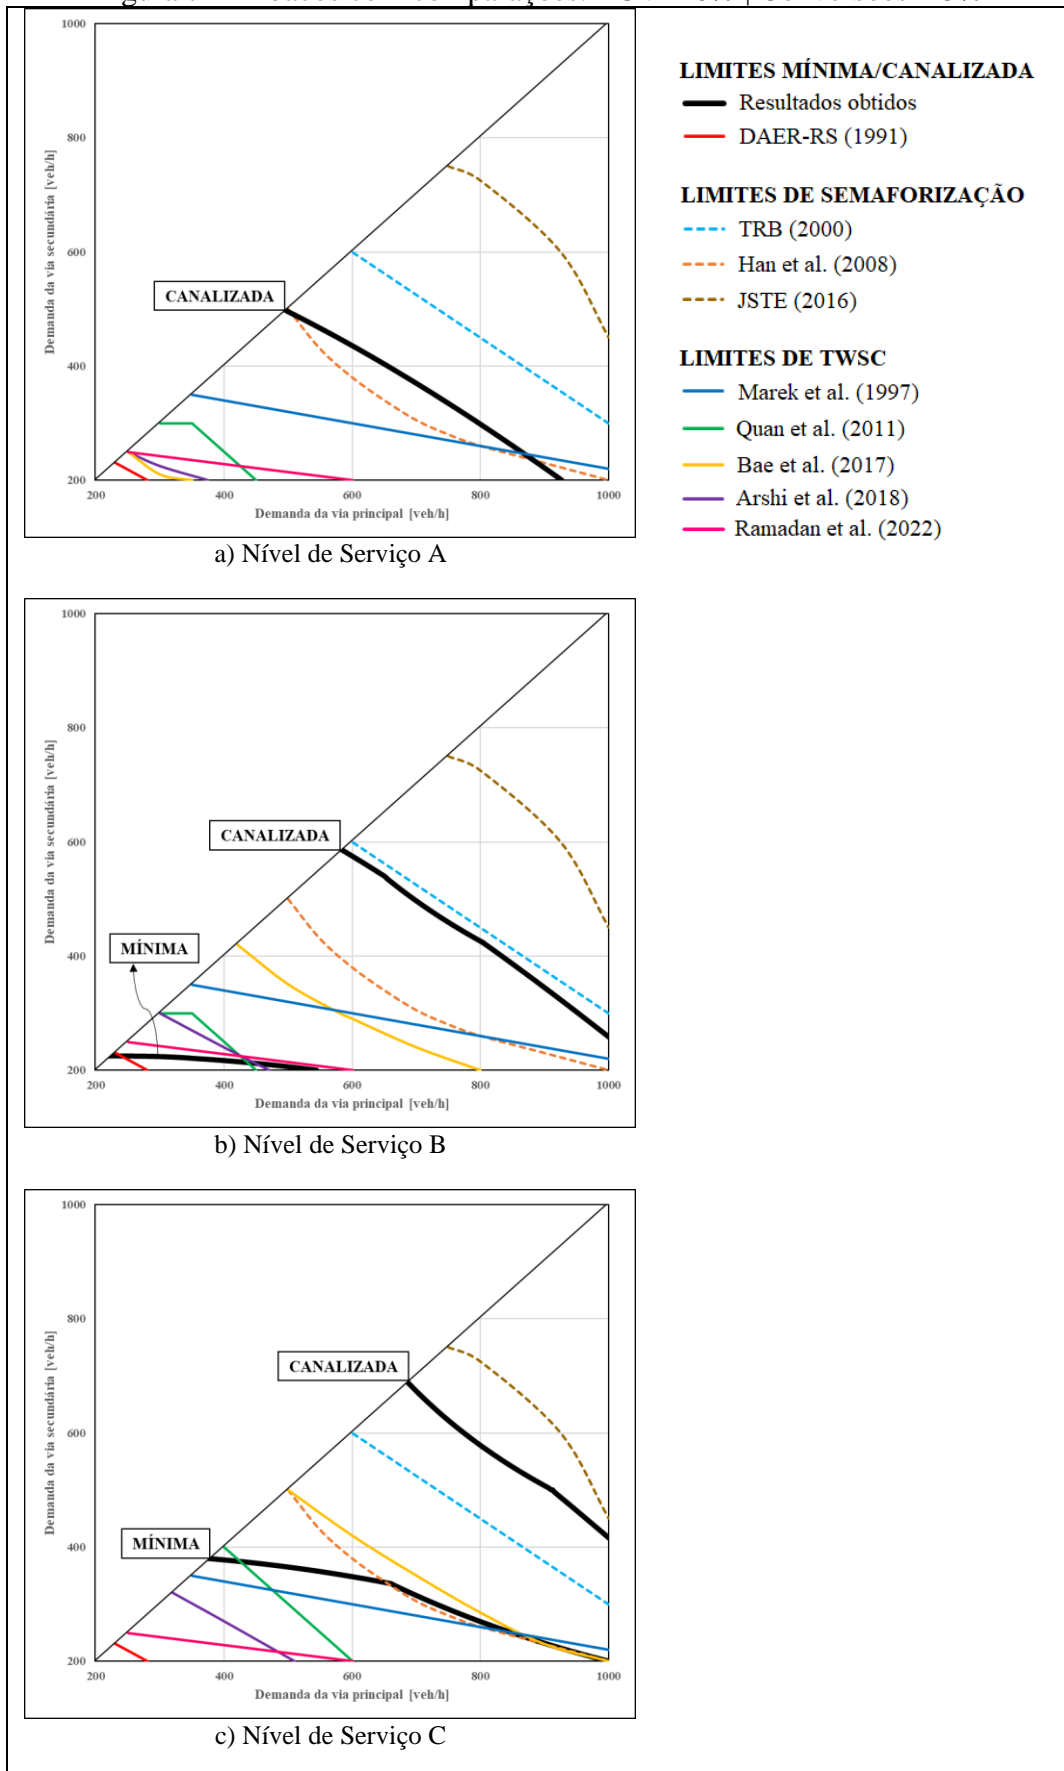 1000
800
600
400
200
200
400
600
800
1000
Demanda da via secundária [veh/h]
Demanda da via principal [veh/h]
CANALIZADA
a) Nível de Serviço A
LIMITES MÍNIMA/CANALIZADA
Resultados obtidos
DAER-RS (1991)
LIMITES DE SEMAFORIZAÇÃO
TRB (2000)
Han et al. (2008)
JSTE (2016)
LIMITES DE TWSC
Marek et al. (1997)
Quan et al. (2011)
Bae et al. (2017)
Arshi et al. (2018)
Ramadan et al. (2022)
1000
800
600
400
200
200
400
600
800
1000
Demanda da via secundária [veh/h]
Demanda da via principal [veh/h]
CANALIZADA
MÍNIMA
b) Nível de Serviço B
1000
800
600
400
200
200
400
600
800
1000
Demanda da via secundária [veh/h]
Demanda da via principal [veh/h]
CANALIZADA
MÍNIMA
c) Nível de Serviço C